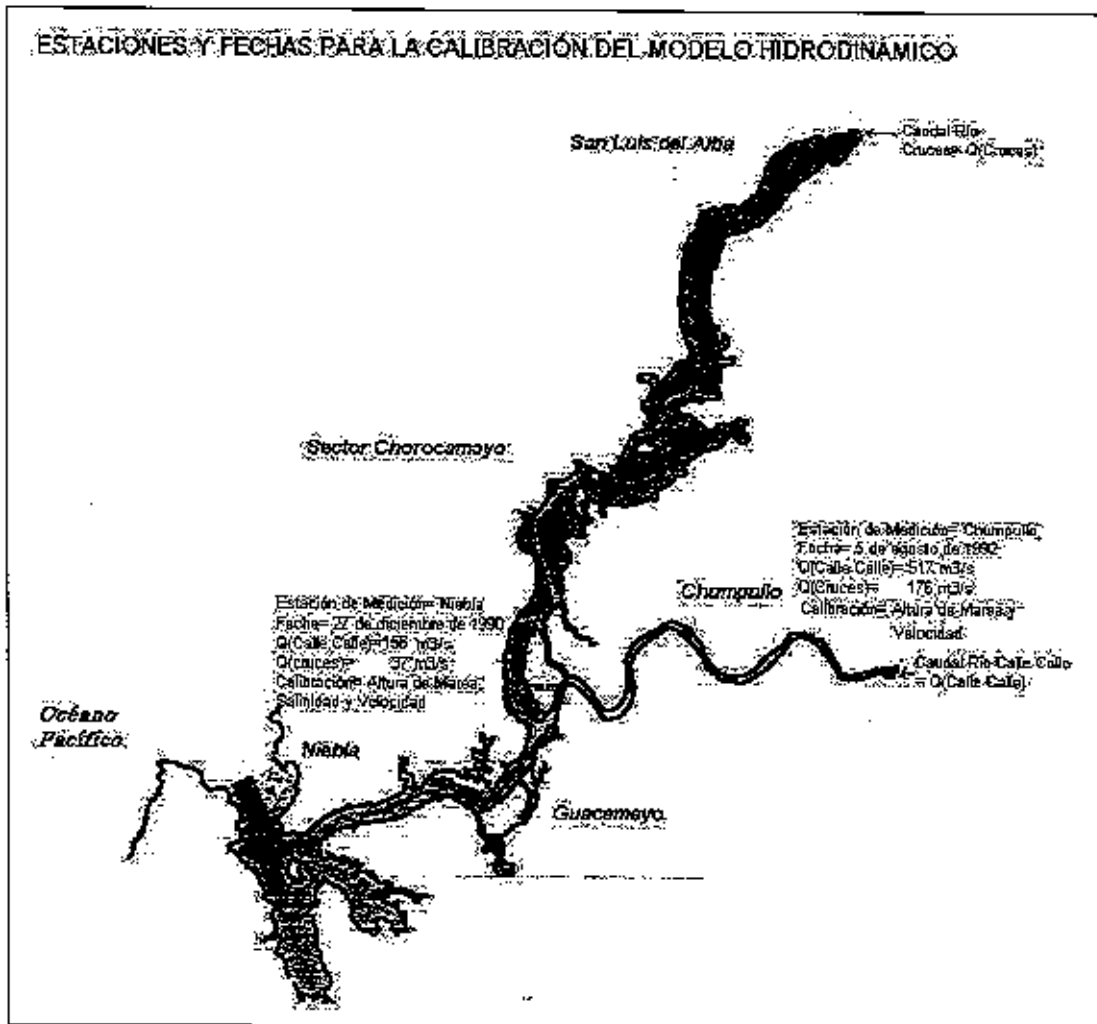 ESTACIONES Y FECHAS PARA LA CALIBRACIÓN DEL MODELO HIDRODINÁMICO
San Luis del Alba
Caudal Río
Cruces= Q(Cruces)
Sector Chorocamayo
Estación de Medición= Chumpullo
Fecha= 5 de agosto de 1992
Q(Calle Calle)= 517 m3/s
Q(Cruces)= 176 m3/s
Calibración= Altura de Marea y
Velocidad
Chumpullo
Caudal Río Calle Calle
= Q(Calle Calle)
Estación de Medición= Niebla
Fecha= 27 de diciembre de 1990
Q(Calle Calle)=156 m3/s
Q(cruces)= 37 m3/s
Calibración= Altura de Marea,
Salinidad y Velocidad
Océano
Pacífico
Niebla
Guacamayo